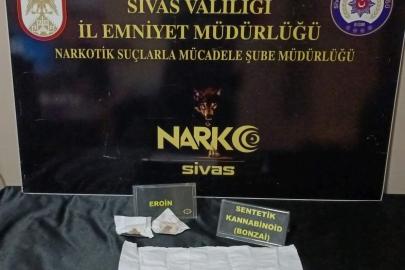 SİVAS VALİLİĞİ
İL EMNİYET MÜDÜRLÜĞÜ
NARKOTİK SUÇLARLA MÜCADELE ŞUBE MÜDÜRLÜĞÜ
NARKO
sivas
EROİN
SENTETİK
KANNABİNOİD
(BONZAİ)